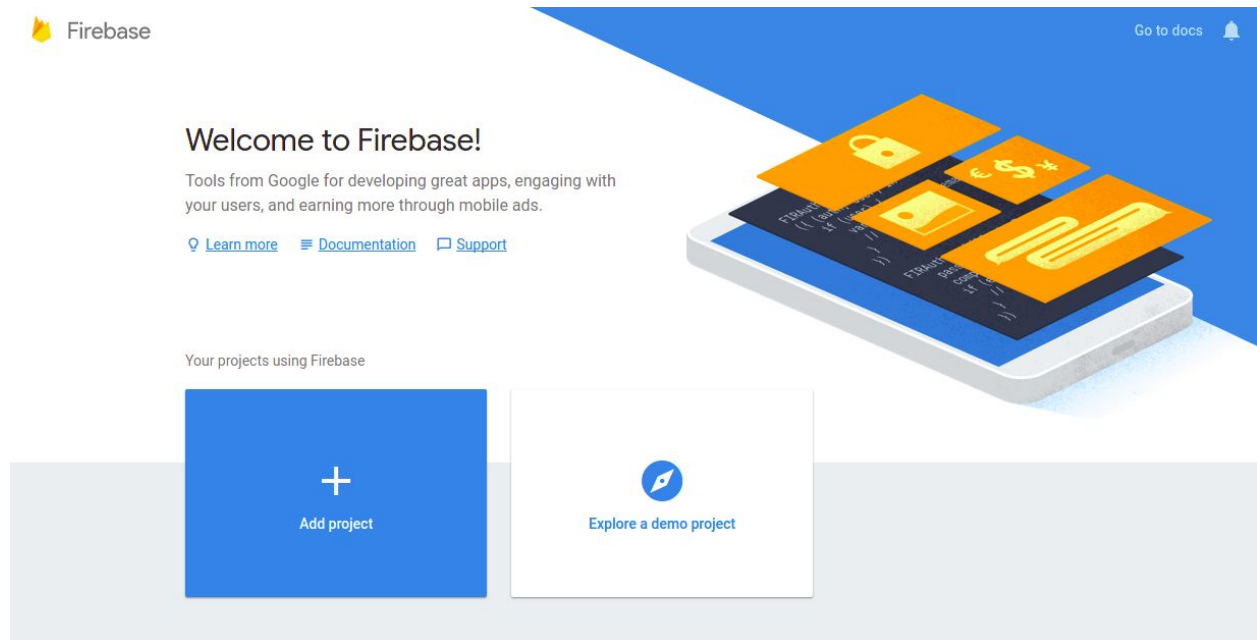 Firebase
Go to docs
Welcome to Firebase!
Tools from Google for developing great apps, engaging with
your users, and earning more through mobile ads.
Learn more Documentation Support
€ $ ¥
Your projects using Firebase
Add project
Explore a demo project